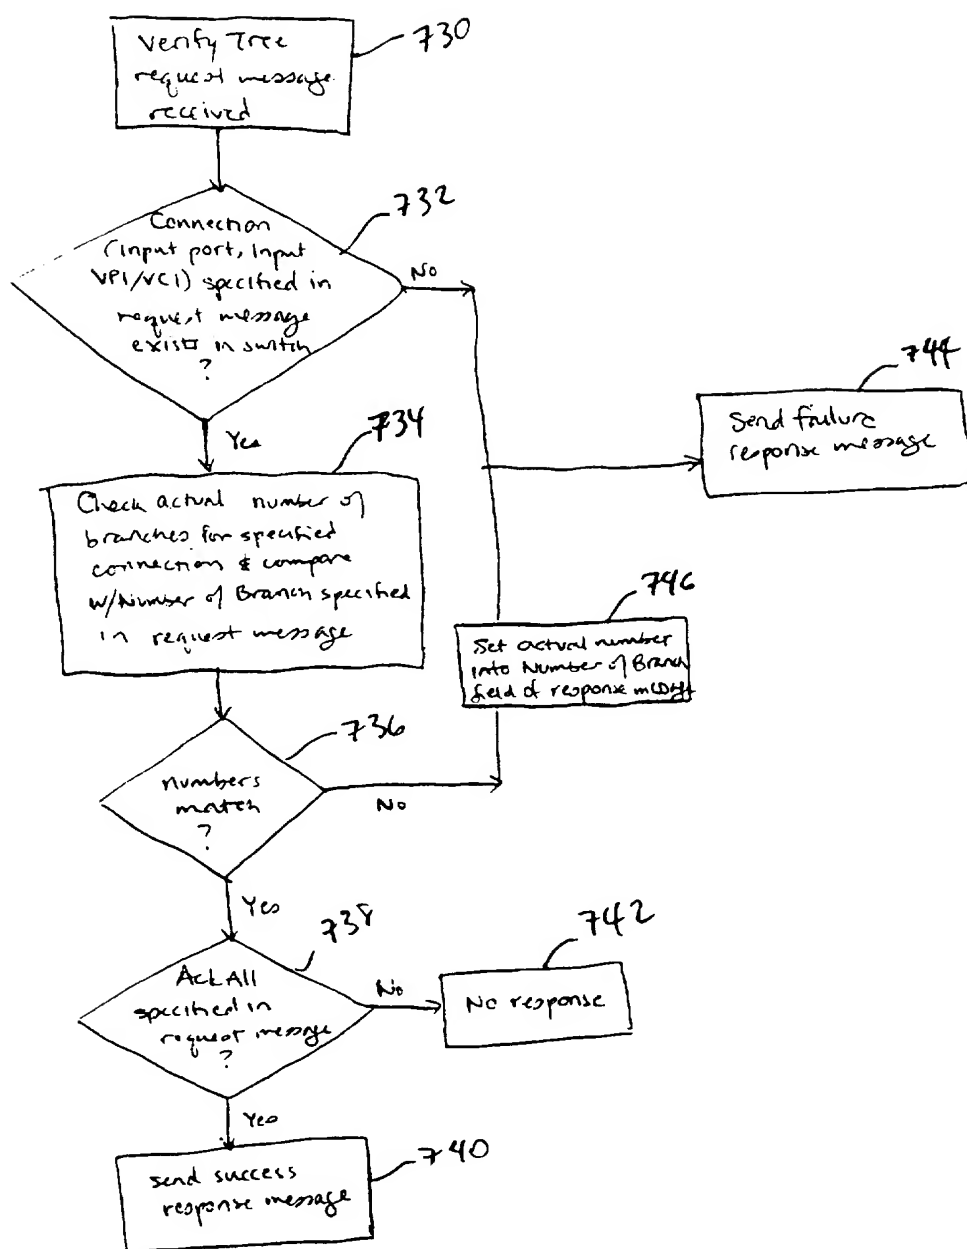 730
Verify Tree
request message
received
732
Connection
(input port, input
VPI/VCI) specified in
request message
exists in switch
?
No
Yes
734
Check actual number of
branches for specified
connection & compare
w/Number of Branch specified
in request message
744
Send failure
response message
746
Set actual number
into Number of Branch
field of response
736
numbers
match
?
No
Yes
738
Ack All
specified in
request message
?
No
742
No response
Yes
740
send success
response message